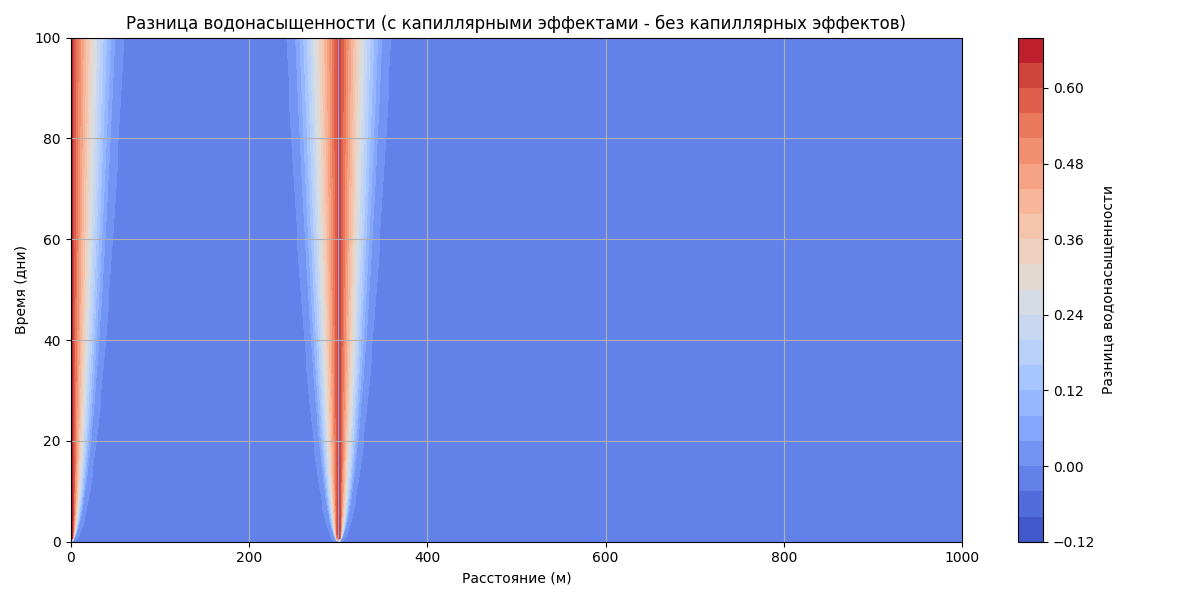 Разница водонасыщенности (с капиллярными эффектами - без капиллярных эффектов)
100
80
60
40
20
0
Время (дни)
0 200 400 600 800 1000
Расстояние (м)
0.60
0.48
0.36
0.24
0.12
0.00
−0.12
Разница водонасыщенности